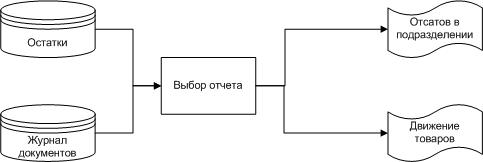 Остатки
Журнал
документов
Выбор отчета
Отсатов в
подразделении
Движение
товаров